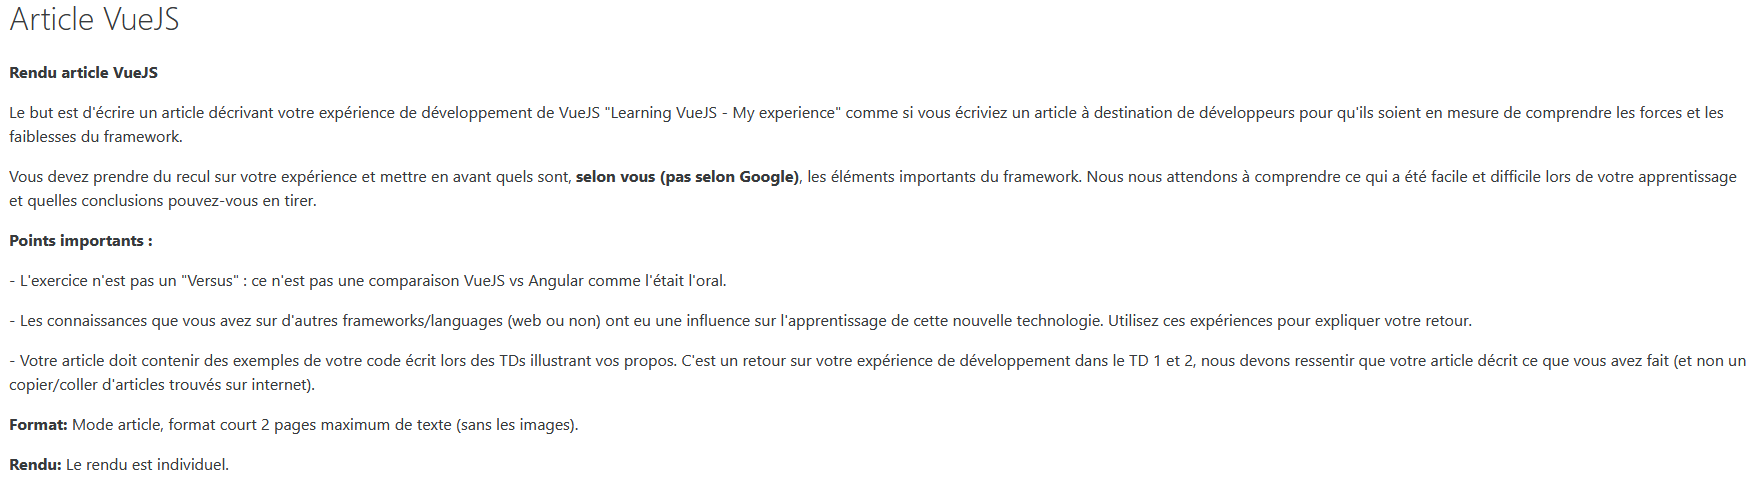 Article VueJS
Rendu article VueJS
Le but est d'écrire un article décrivant votre expérience de développement de VueJS "Learning VueJS - My experience" comme si vous écriviez un article à destination de développeurs pour qu'ils soient en mesure de comprendre les forces et les
faiblesses du framework.
Vous devez prendre du recul sur votre expérience et mettre en avant quels sont, selon vous (pas selon Google), les éléments importants du framework. Nous nous attendons à comprendre ce qui a été facile et difficile lors de votre apprentissage
et quelles conclusions pouvez-vous en tirer.
Points importants :
- L'exercice n'est pas un "Versus" : ce n'est pas une comparaison VueJS vs Angular comme l'était l'oral.
- Les connaissances que vous avez sur d'autres frameworks/languages (web ou non) ont eu une influence sur l'apprentissage de cette nouvelle technologie. Utilisez ces expériences pour expliquer votre retour.
- Votre article doit contenir des exemples de votre code écrit lors des TDs illustrant vos propos. C'est un retour sur votre expérience de développement dans le TD 1 et 2, nous devons ressentir que votre article décrit ce que vous avez fait (et non un
copier/coller d'articles trouvés sur internet).
Format: Mode article, format court 2 pages maximum de texte (sans les images).
Rendu: Le rendu est individuel.